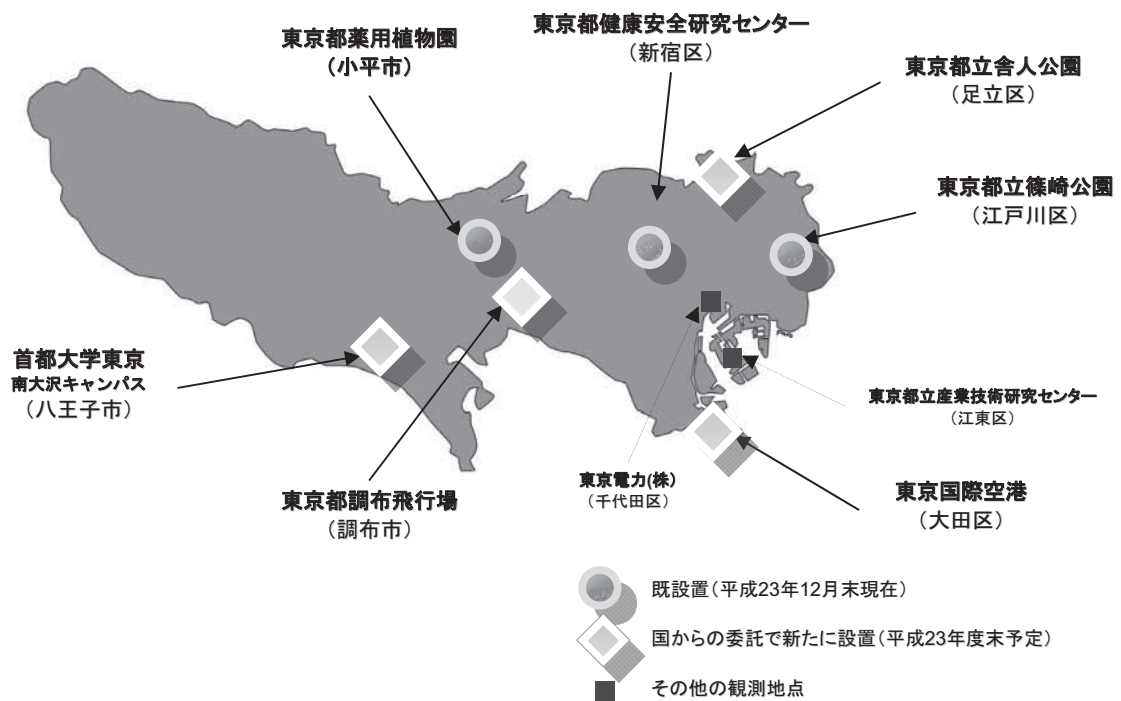 東京都薬用植物園
（小平市）
東京都健康安全研究センター
（新宿区）
東京都立舎人公園
（足立区）
東京都立篠崎公園
（江戸川区）
首都大学東京
南大沢キャンパス
（八王子市）
東京都立産業技術研究センター
（江東区）
東京都調布飛行場
（調布市）
東京電力(株)
（千代田区）
東京国際空港
（大田区）
既設置（平成23年12月末現在）
国からの委託で新たに設置（平成23年度末予定）
その他の観測地点